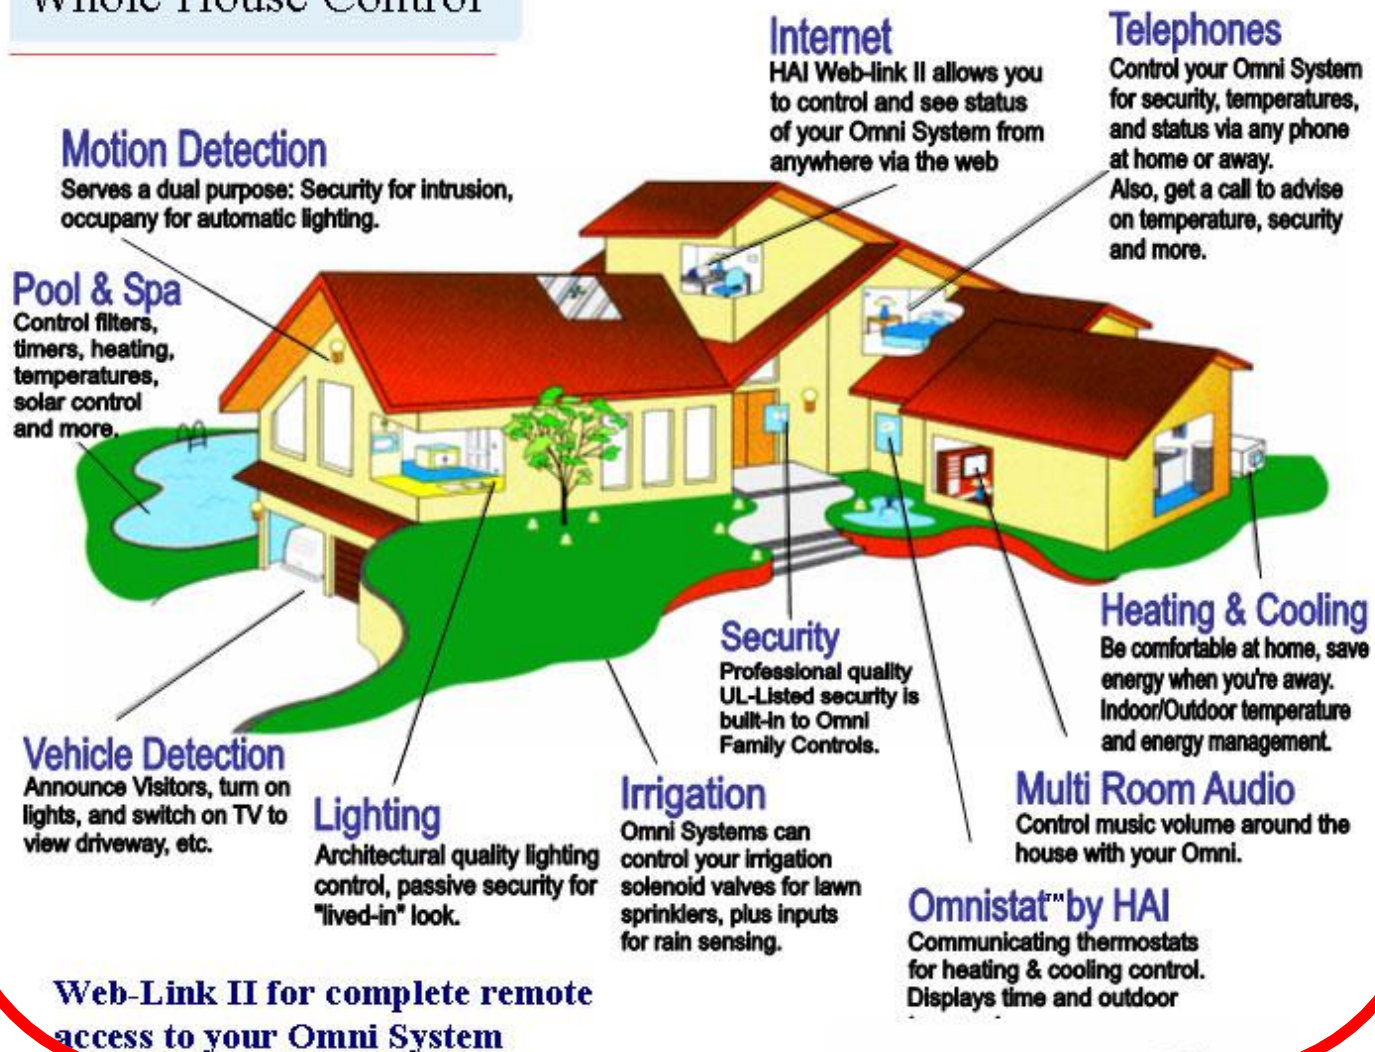 Whole House Control
Internet
HAI Web-link II allows you
to control and see status
of your Omni System from
anywhere via the web
Telephones
Control your Omni System
for security, temperatures,
and status via any phone
at home or away.
Also, get a call to advise
on temperature, security
and more.
Motion Detection
Serves a dual purpose: Security for intrusion,
occupany for automatic lighting.
Pool & Spa
Control filters,
timers, heating,
temperatures,
solar control
and more.
Security
Professional quality
UL-Listed security is
built-in to Omni
Family Controls.
Heating & Cooling
Be comfortable at home, save
energy when you're away.
Indoor/Outdoor temperature
and energy management.
Vehicle Detection
Announce Visitors, turn on
lights, and switch on TV to
view driveway, etc.
Lighting
Architectural quality lighting
control, passive security for
"lived-in" look.
Irrigation
Omni Systems can
control your irrigation
solenoid valves for lawn
sprinklers, plus inputs
for rain sensing.
Multi Room Audio
Control music volume around the
house with your Omni.
Omnistat™ by HAI
Communicating thermostats
for heating & cooling control.
Displays time and outdoor
Web-Link II for complete remote
access to your Omni System